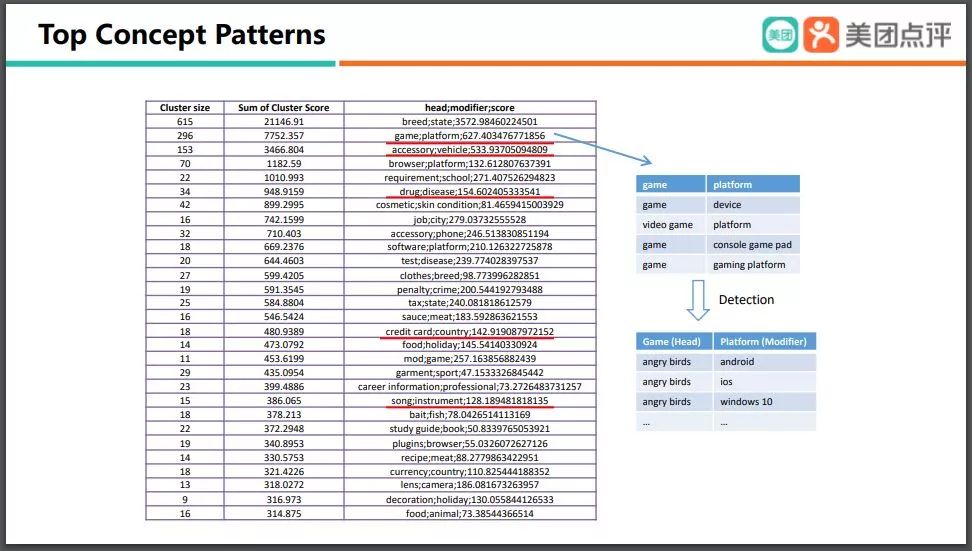 Top Concept Patterns
美团
美团点评
Cluster size Sum of Cluster Score head;modifier;score
615 21146.91 breed;state;3572.98460224501
296 7752.357 game;platform;627.403476771856
153 3466.804 accessory;vehicle;533.93705094809
70 1182.59 browser;platform;132.612807637391
22 1010.993 requirement;school;271.407526294823
34 948.9159 drug;disease;154.602405333541
42 899.2995 cosmetic;skin condition;81.4659415003929
16 742.1599 job;city;279.03732555528
32 710.403 accessory;phone;246.513830851194
18 669.2376 software;platform;210.126322725878
20 644.4603 test;disease;239.774028397537
27 599.4205 clothes;breed;98.773996282851
19 591.3545 penalty;crime;200.544192793488
25 584.8804 tax;state;240.081818612579
16 546.5424 sauce;meat;183.592863621553
18 480.9389 credit card;country;142.919087972152
14 473.0792 food;holiday;145.54140330924
11 453.6199 mod;game;257.163856882439
29 435.0954 garment;sport;47.1533326845442
23 399.4886 career information;professional;73.2726483731257
15 386.065 song;instrument;128.189481818135
18 378.213 bait;fish;78.0426514113169
22 372.2948 study guide;book;50.8339765053921
19 340.8953 plugins;browser;55.0326072627126
14 330.5753 recipe;meat;88.2779863422951
18 321.4226 currency;country;110.825444188352
13 318.0272 lens;camera;186.081673263957
9 316.973 decoration;holiday;130.055844126533
16 314.875 food;animal;73.38544366514
game platform
game device
video game platform
game console game pad
game gaming platform
Detection
Game (Head) Platform (Modifier)
angry birds android
angry birds ios
angry birds windows 10
... ...